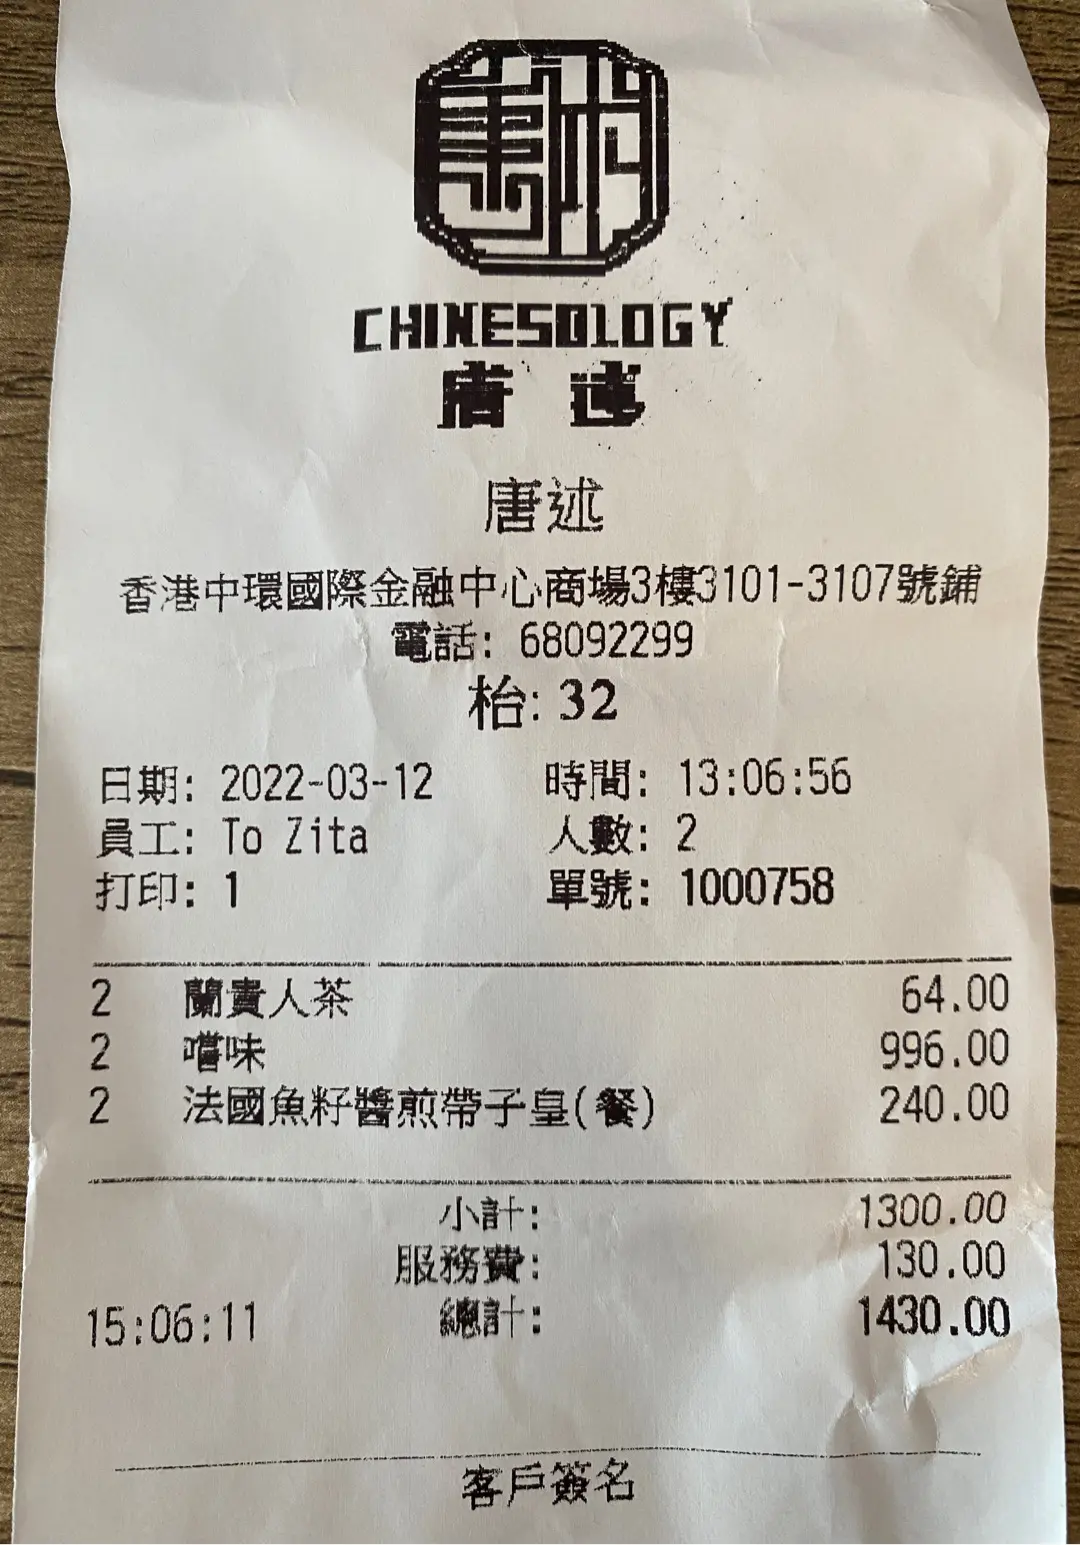 CHINESOLOGY
唐述
唐述
香港中環國際金融中心商場3樓3101-3107號鋪
電話: 68092299
枱: 32
日期: 2022-03-12 時間: 13:06:56
員工: To Zita 人數: 2
打印: 1 單號: 1000758
2 蘭貴人茶 64.00
2 嚐味 996.00
2 法國魚籽醬煎帶子皇(餐) 240.00
小計: 1300.00
服務費: 130.00
15:06:11 總計: 1430.00
客戶簽名